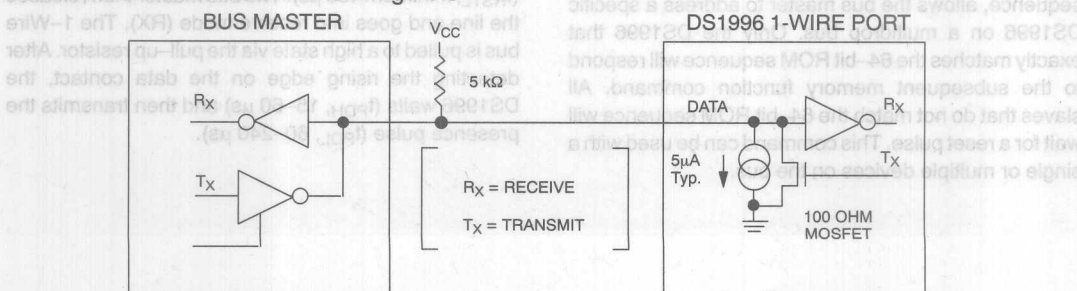 BUS MASTER
DS1996 1-WIRE PORT
VCC
5 kΩ
RX
DATA
RX
TX
5μA
Typ.
TX
RX = RECEIVE
TX = TRANSMIT
100 OHM
MOSFET
sequence, allows the bus master to address a specific
DS1996 on a multidrop bus. Only the DS1996 that
exactly matches the 64–bit ROM sequence will respond
to the subsequent memory function command. All
slaves that do not match the 64–bit ROM sequence will
wait for a reset pulse. This command can be used with a
single or multiple devices on the bus.
the line and goes into receive mode (RX). The 1–Wire
bus is pulled to a high state via the pull–up resistor. After
detecting the rising edge on the data contact, the
DS1996 waits (tPDH, 15–60 μs) and then transmits the
presence pulse (tPDL, 60–240 μs).